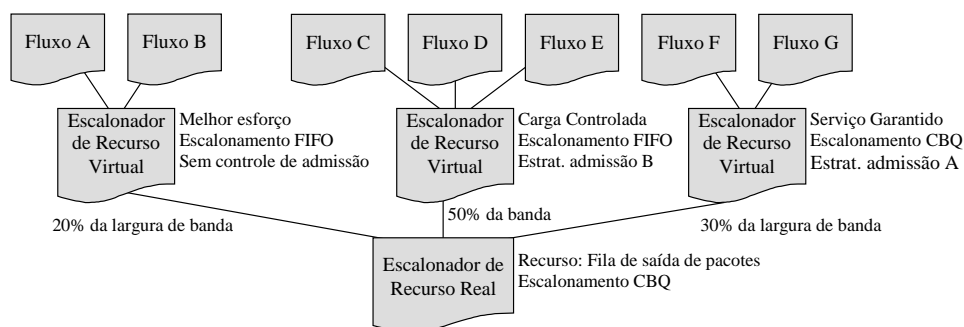 Fluxo A
Fluxo B
Fluxo C
Fluxo D
Fluxo E
Fluxo F
Fluxo G
Escalonador
de Recurso
Virtual
Melhor esforço
Escalonamento FIFO
Sem controle de admissão
Escalonador
de Recurso
Virtual
Carga Controlada
Escalonamento FIFO
Estrat. admissão B
Escalonador
de Recurso
Virtual
Serviço Garantido
Escalonamento CBQ
Estrat. admissão A
20% da largura de banda
50% da banda
30% da largura de banda
Escalonador de
Recurso Real
Recurso: Fila de saída de pacotes
Escalonamento CBQ